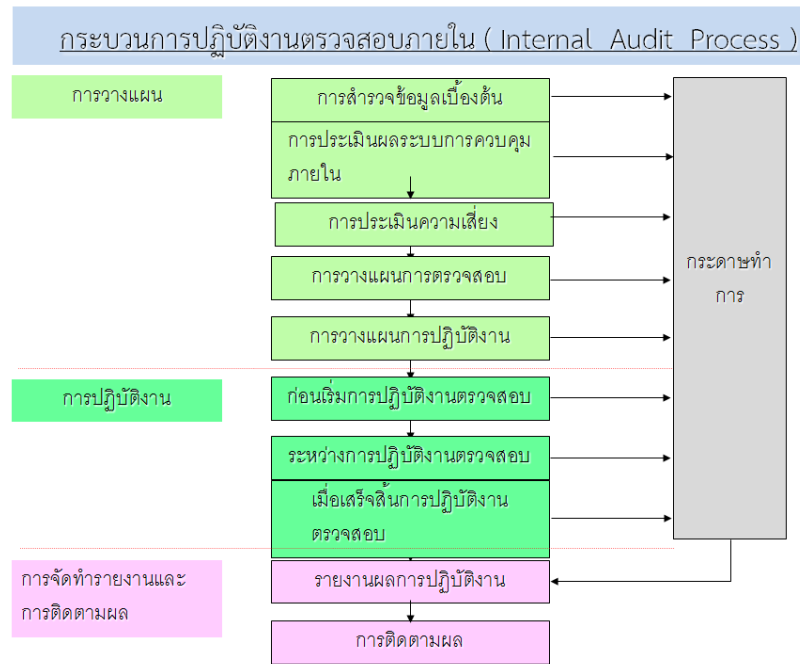 กระบวนการปฏิบัติงานตรวจสอบภายใน ( Internal Audit Process )
การวางแผน
การสำรวจข้อมูลเบื้องต้น
การประเมินผลระบบการควบคุม
ภายใน
การประเมินความเสี่ยง
การวางแผนการตรวจสอบ
การวางแผนการปฏิบัติงาน
กระดาษทำ
การ
การปฏิบัติงาน
ก่อนเริ่มการปฏิบัติงานตรวจสอบ
ระหว่างการปฏิบัติงานตรวจสอบ
เมื่อเสร็จสิ้นการปฏิบัติงาน
ตรวจสอบ
การจัดทำรายงานและ
การติดตามผล
รายงานผลการปฏิบัติงาน
การติดตามผล